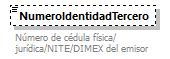 NumeroIdentidadTercero
Número de cédula física/
jurídica/NITE/DIMEX del emisor